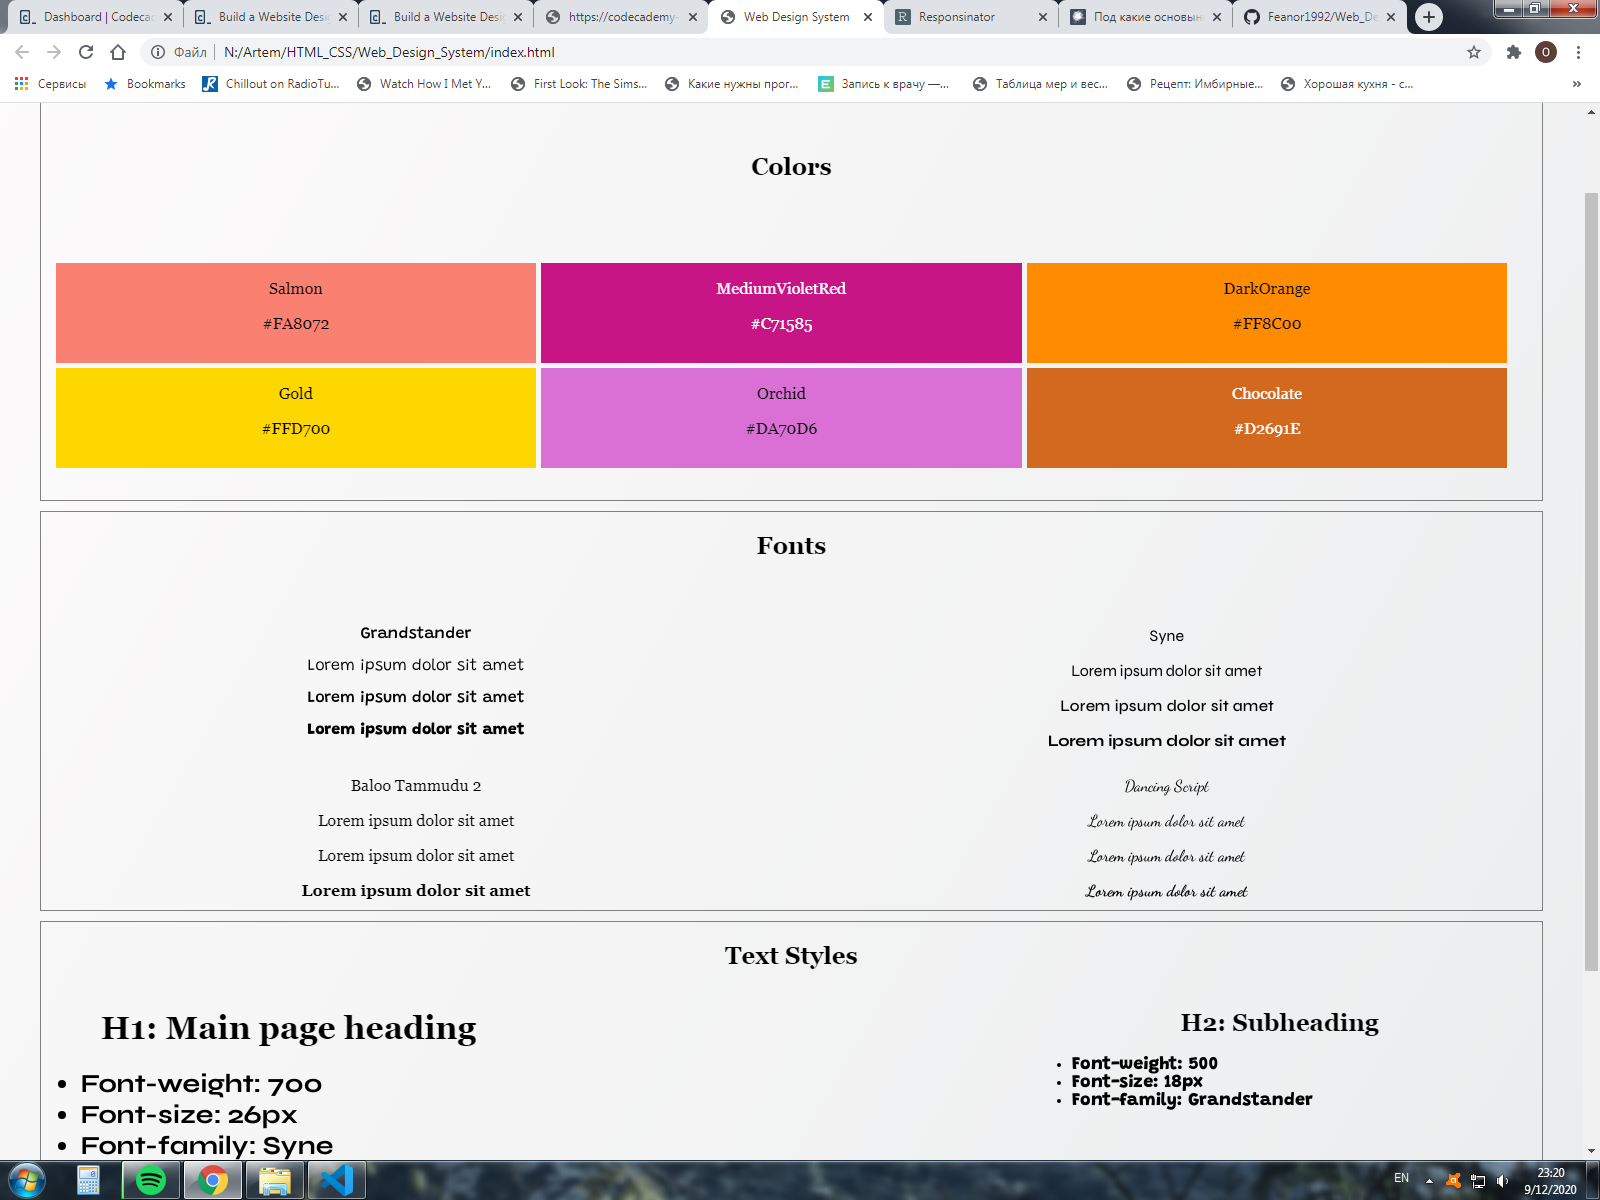 Dashboard | Codecac
Build a Website Desi
Build a Website Desi
https://codecademy-
Web Design System
Responsinator
Под какие основын
Feanor1992/Web_De
Файл
N:/Artem/HTML_CSS/Web_Design_System/index.html
O
Сервисы
Bookmarks
Chillout on RadioTu...
Watch How I Met Y...
First Look: The Sims...
Какие нужны прог...
Запись к врачу —...
Таблица мер и вес...
Рецепт: Имбирные...
Хорошая кухня - с...
»
Colors
Salmon
#FA8072
MediumVioletRed
#C71585
DarkOrange
#FF8C00
Gold
#FFD700
Orchid
#DA70D6
Chocolate
#D2691E
Fonts
Grandstander
Lorem ipsum dolor sit amet
Lorem ipsum dolor sit amet
Lorem ipsum dolor sit amet
Syne
Lorem ipsum dolor sit amet
Lorem ipsum dolor sit amet
Lorem ipsum dolor sit amet
Baloo Tammudu 2
Lorem ipsum dolor sit amet
Lorem ipsum dolor sit amet
Lorem ipsum dolor sit amet
Dancing Script
Lorem ipsum dolor sit amet
Lorem ipsum dolor sit amet
Lorem ipsum dolor sit amet
Text Styles
H1: Main page heading
• Font-weight: 700
• Font-size: 26px
• Font-family: Syne
H2: Subheading
• Font-weight: 500
• Font-size: 18px
• Font-family: Grandstander
EN
23:20
9/12/2020